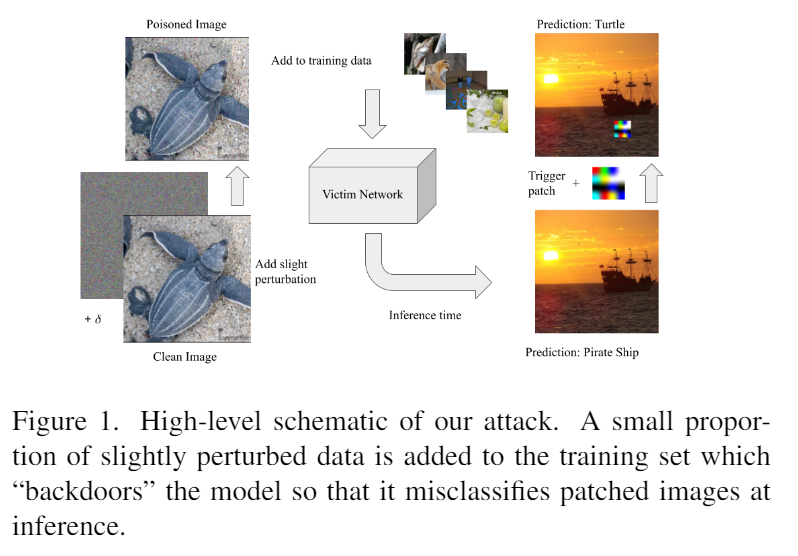 Poisoned Image
Prediction: Turtle
Add to training data
Trigger
patch
+
Victim Network
Add slight
perturbation
+ δ
Inference time
Clean Image
Prediction: Pirate Ship
Figure 1. High-level schematic of our attack. A small propor-
tion of slightly perturbed data is added to the training set which
“backdoors” the model so that it misclassifies patched images at
inference.